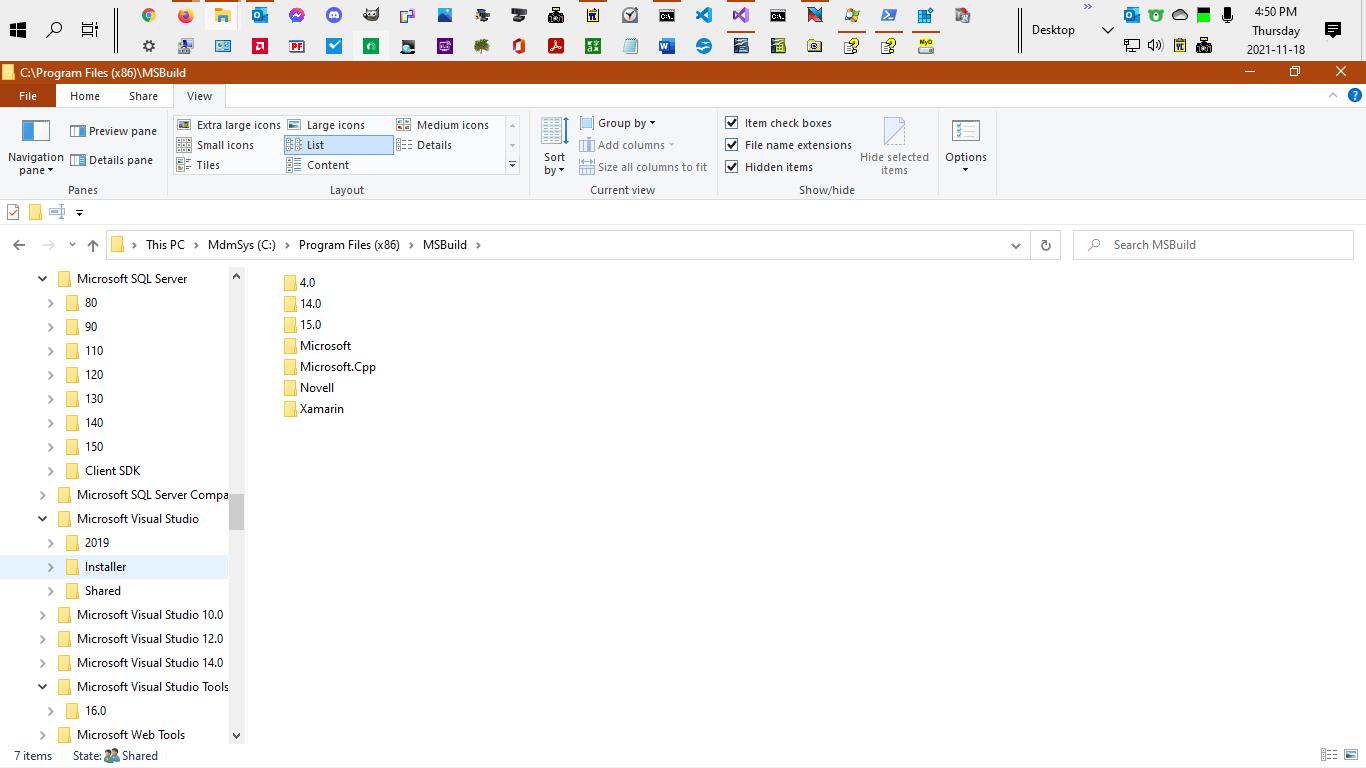 4:50 PM
Desktop
Thursday
2021-11-18
C:\Program Files (x86)\MSBuild
File Home Share View
Navigation pane
Preview pane
Details pane
Panes
Extra large icons Large icons Medium icons
Small icons List Details
Tiles Content
Layout
Sort by
Group by
Add columns
Size all columns to fit
Current view
Item check boxes
File name extensions
Hidden items
Hide selected items
Show/hide
Options
This PC > MdmSys (C:) > Program Files (x86) > MSBuild >
Search MSBuild
Microsoft SQL Server
80
90
110
120
130
140
150
Client SDK
Microsoft SQL Server Compa
Microsoft Visual Studio
2019
Installer
Shared
Microsoft Visual Studio 10.0
Microsoft Visual Studio 12.0
Microsoft Visual Studio 14.0
Microsoft Visual Studio Tools
16.0
Microsoft Web Tools
4.0
14.0
15.0
Microsoft
Microsoft.Cpp
Novell
Xamarin
7 items State: Shared